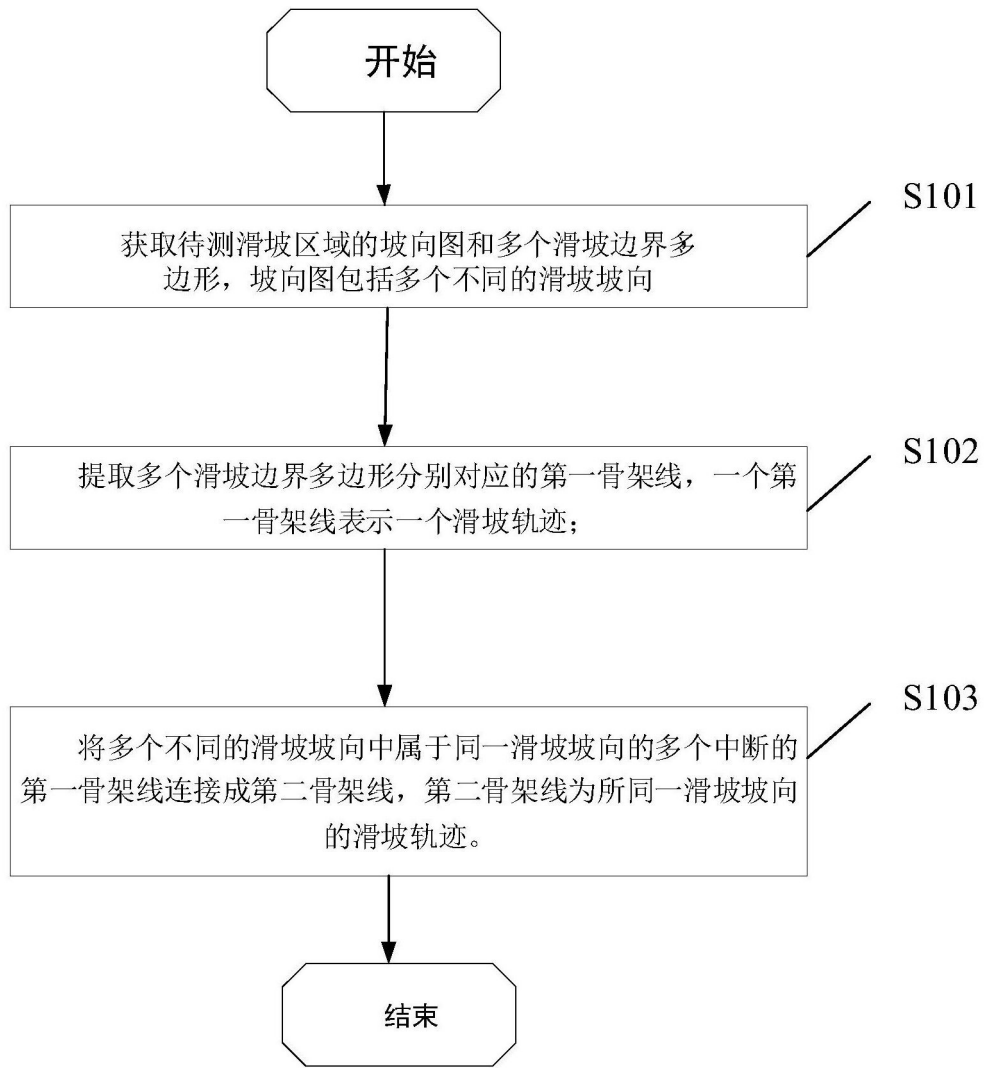 开始
S101
获取待测滑坡区域的坡向图和多个滑坡边界多
边形，坡向图包括多个不同的滑坡坡向
S102
提取多个滑坡边界多边形分别对应的第一骨架线，一个第
一骨架线表示一个滑坡轨迹；
S103
将多个不同的滑坡坡向中属于同一滑坡坡向的多个中断的
第一骨架线连接成第二骨架线，第二骨架线为所同一滑坡坡向
的滑坡轨迹。
结束